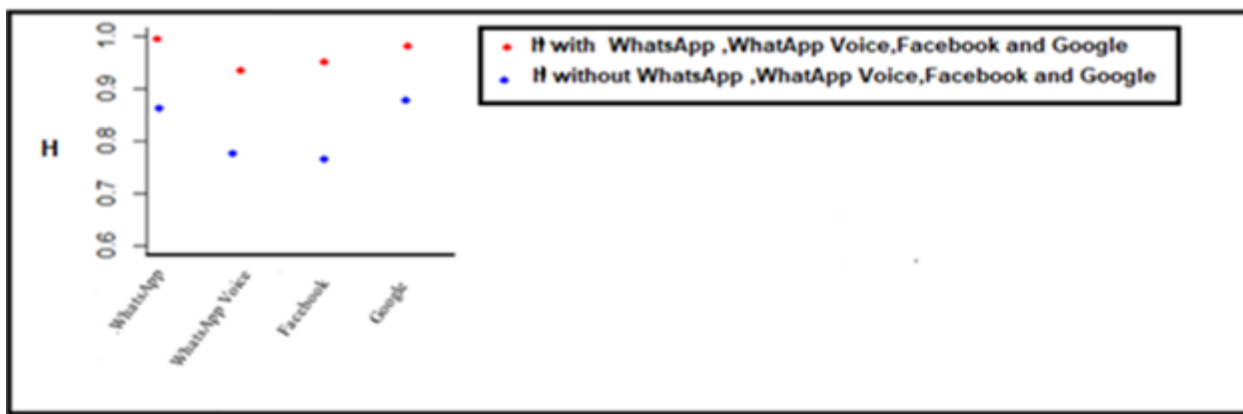 1.0
0.9
0.8
0.7
0.6
H
.WhatsApp
WhatsApp Voice
Facebook
Google
H with WhatsApp ,WhatApp Voice,Facebook and Google
H without WhatsApp ,WhatApp Voice,Facebook and Google